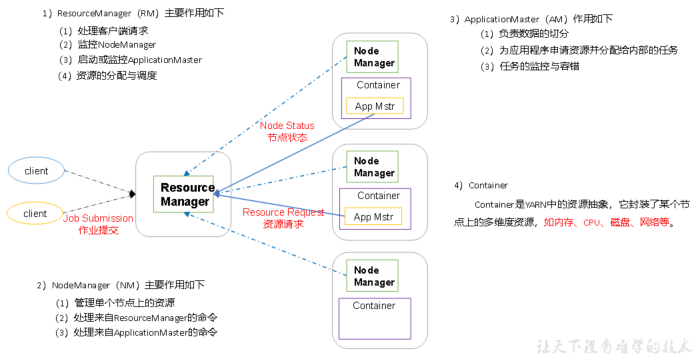 1）ResourceManager（RM）主要作用如下
（1）处理客户端请求
（2）监控NodeManager
（3）启动或监控ApplicationMaster
（4）资源的分配与调度
3）ApplicationMaster（AM）作用如下
（1）负责数据的切分
（2）为应用程序申请资源并分配给内部的任务
（3）任务的监控与容错
Node
Manager
Container
App Mstr
Node Status
节点状态
client
client
Job Submission
作业提交
Resource
Manager
Resource Request
资源请求
Node
Manager
Container
App Mstr
4）Container
Container是YARN中的资源抽象，它封装了某个节
点上的多维度资源，如内存、CPU、磁盘、网络等。
2）NodeManager（NM）主要作用如下
（1）管理单个节点上的资源
（2）处理来自ResourceManager的命令
（3）处理来自ApplicationMaster的命令
Node
Manager
Container
让天下没有难学的技术